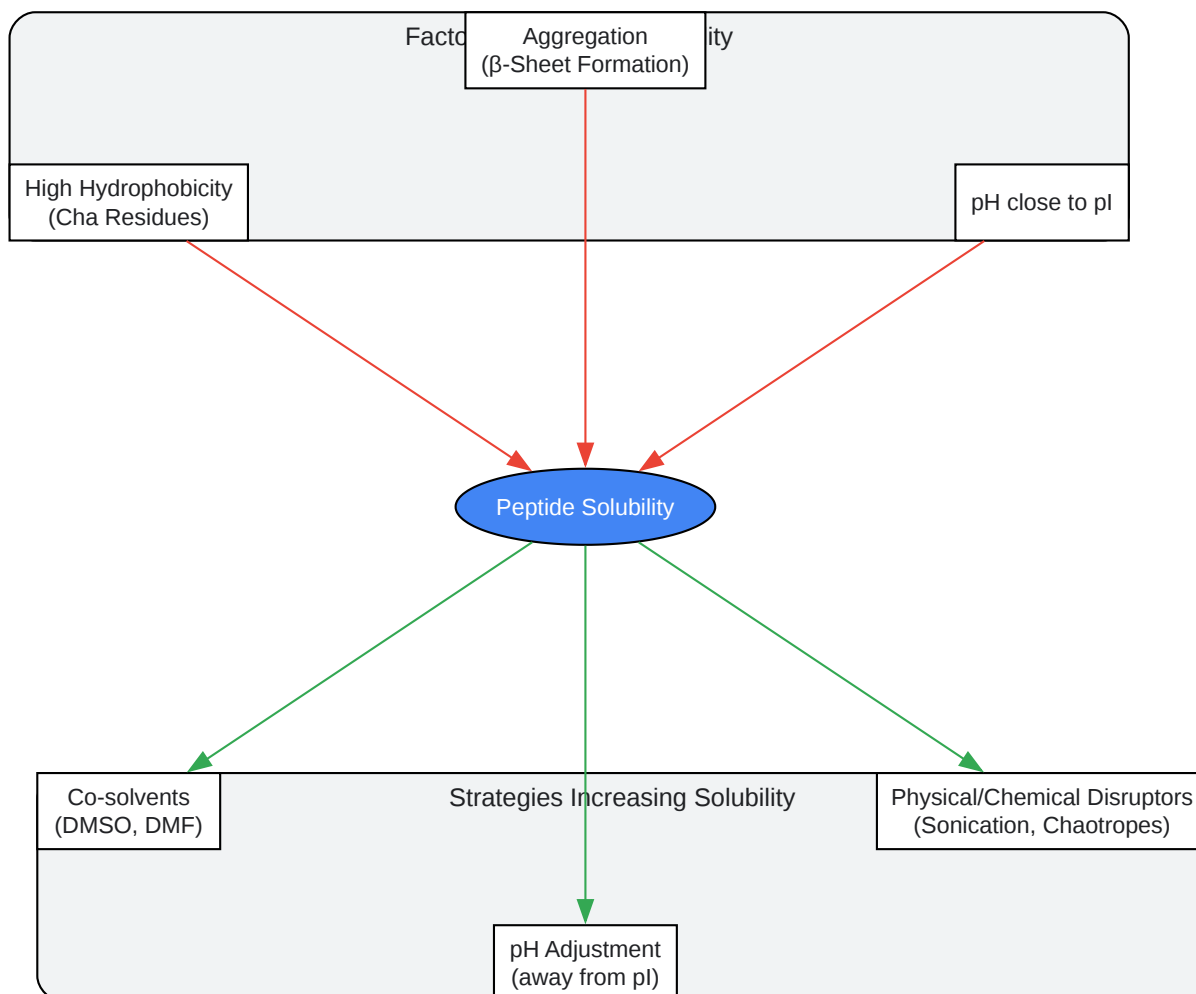 Facto
ity
Aggregation
(β-Sheet Formation)
High Hydrophobicity
(Cha Residues)
pH close to pI
Peptide Solubility
Co-solvents
(DMSO, DMF)
Strategies Increasing Solubility
Physical/Chemical Disruptors
(Sonication, Chaotropes)
pH Adjustment
(away from pI)